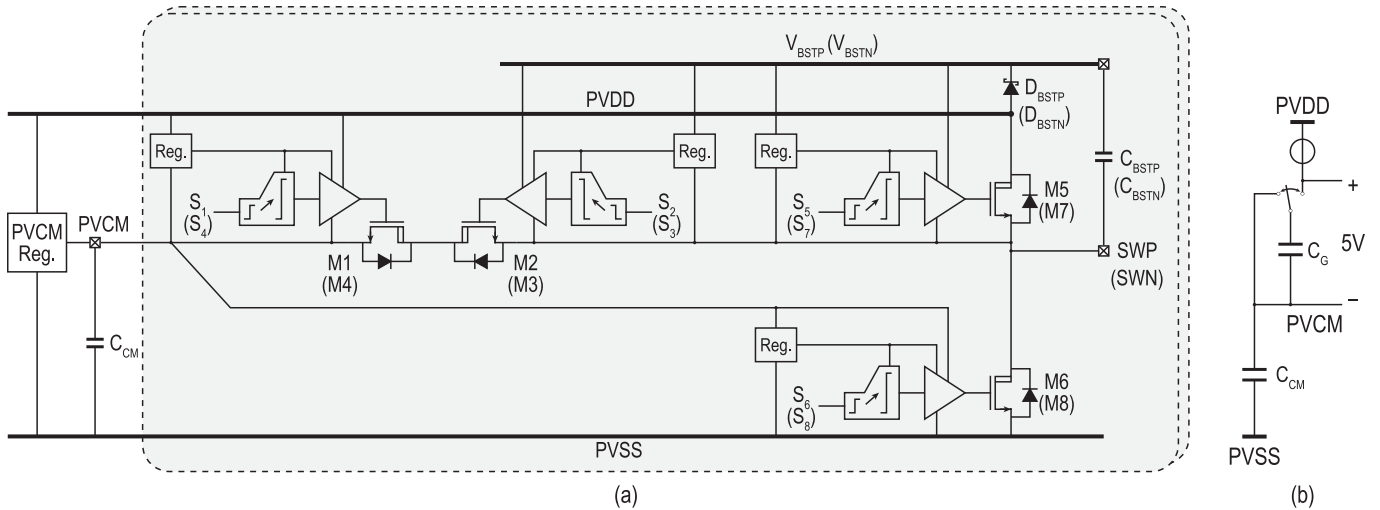 V_BSTP (V_BSTN)
PVDD
D_BSTP
(D_BSTN)
Reg.
Reg.
Reg.
C_BSTP
(C_BSTN)
S_1
(S_4)
S_2
(S_3)
S_5
(S_7)
M5
(M7)
PVCM
Reg.
PVCM
M1
(M4)
M2
(M3)
SWP
(SWN)
C_CM
Reg.
S_6
(S_8)
M6
(M8)
PVSS
(a)
PVDD
+
C_G
5V
−
PVCM
C_CM
PVSS
(b)